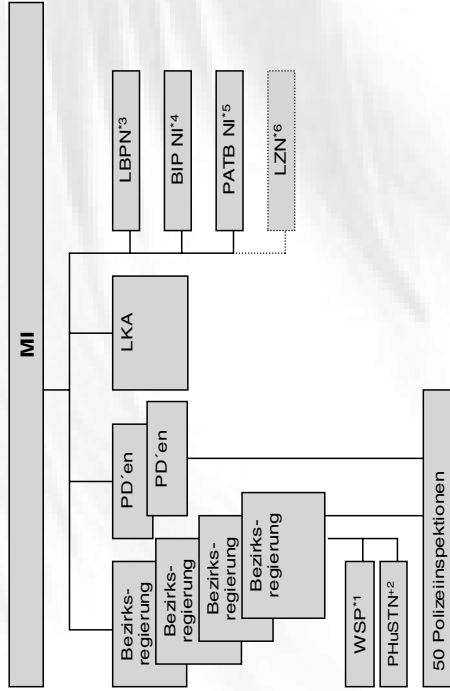 MI
Bezirks-
regierung
Bezirks-
regierung
Bezirks-
regierung
Bezirks-
regierung
PD´en
PD´en
LKA
LBPN*3
BIP NI*4
PATB NI*5
LZN*6
WSP*1
PHuSTN+2
50 Polizeiinspektionen